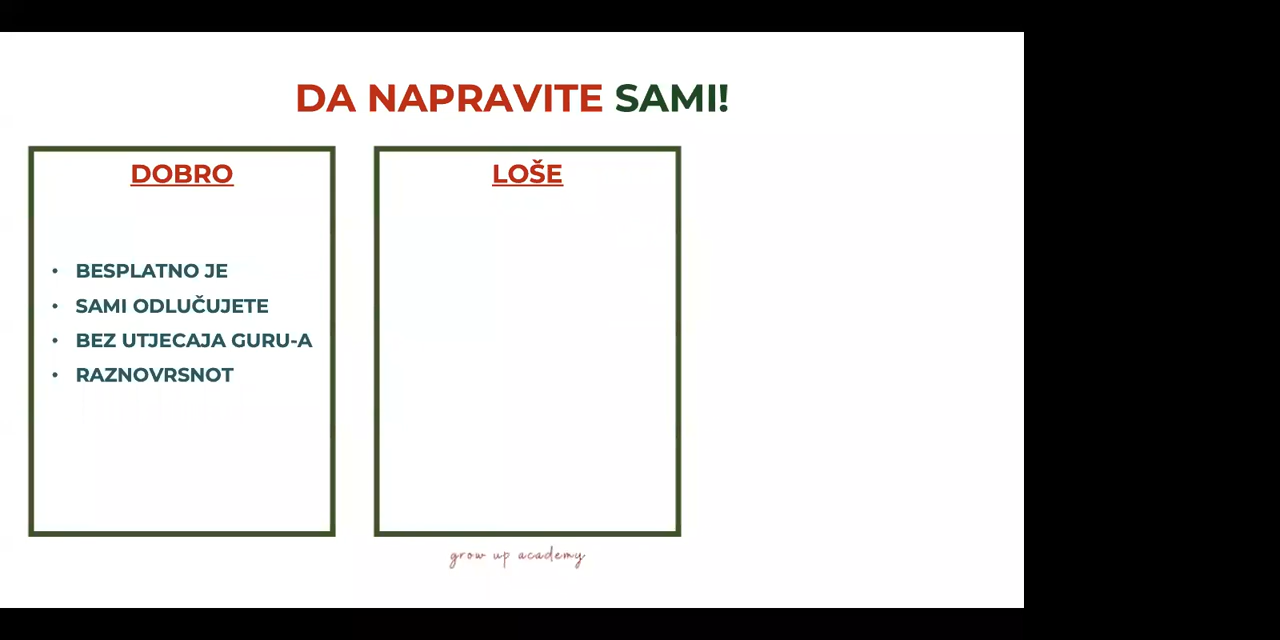 DA NAPRAVITE SAMI!
DOBRO
• BESPLATNO JE
• SAMI ODLUČUJETE
• BEZ UTJECAJA GURU-A
• RAZNOVRSNOT
LOŠE
grow up academy